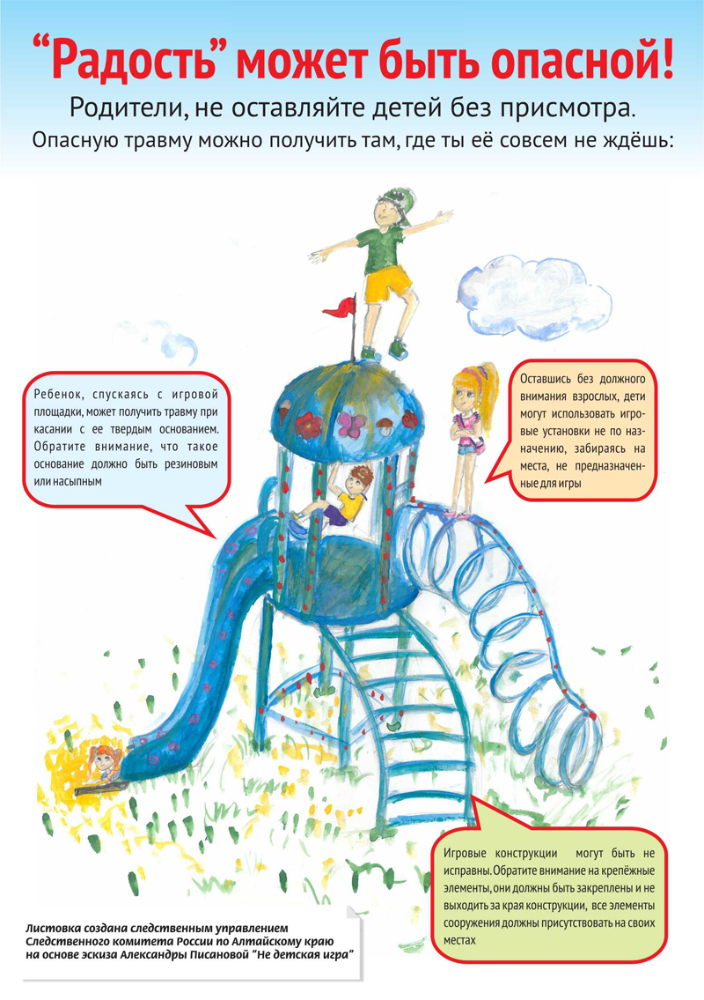 “Радость” может быть опасной!
Родители, не оставляйте детей без присмотра.
Опасную травму можно получить там, где ты её совсем не ждёшь:
Ребенок, спускаясь с игровой
площадки, может получить травму при
касании с ее твердым основанием.
Обратите внимание, что такое
основание должно быть резиновым
или насыпным
Оставшись без должного
внимания взрослых, дети
могут использовать игро-
вые установки не по наз-
начению, забираясь на
места, не предназначен-
ные для игры
Игровые конструкции могут быть не
исправны. Обратите внимание на крепёжные
элементы, они должны быть закреплены и не
выходить за края конструкции, все элементы
сооружения должны присутствовать на своих
местах
Листовка создана следственным управлением
Следственного комитета России по Алтайскому краю
на основе эскиза Александры Писановой “Не детская игра”